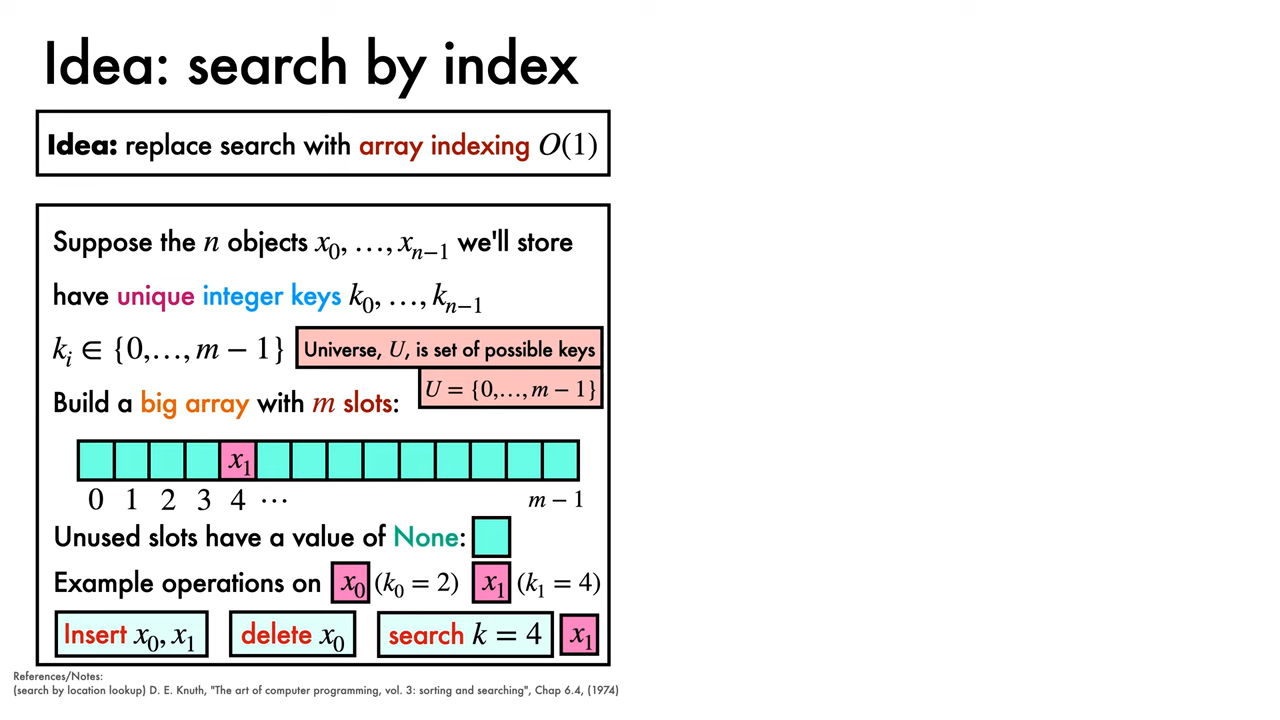 Idea: search by index
Idea: replace search with array indexing O(1)
Suppose the n objects x₀, …, xₙ₋₁ we'll store
have unique integer keys k₀, …, kₙ₋₁
kᵢ ∈ {0,…, m − 1}
Universe, U, is set of possible keys
U = {0,…, m − 1}
Build a big array with m slots:
x₁
0 1 2 3 4 ⋯ m − 1
Unused slots have a value of None:
Example operations on x₀ (k₀ = 2) x₁ (k₁ = 4)
Insert x₀, x₁ delete x₀ search k = 4 x₁
References/Notes:
(search by location lookup) D. E. Knuth, "The art of computer programming, vol. 3: sorting and searching", Chap 6.4, (1974)